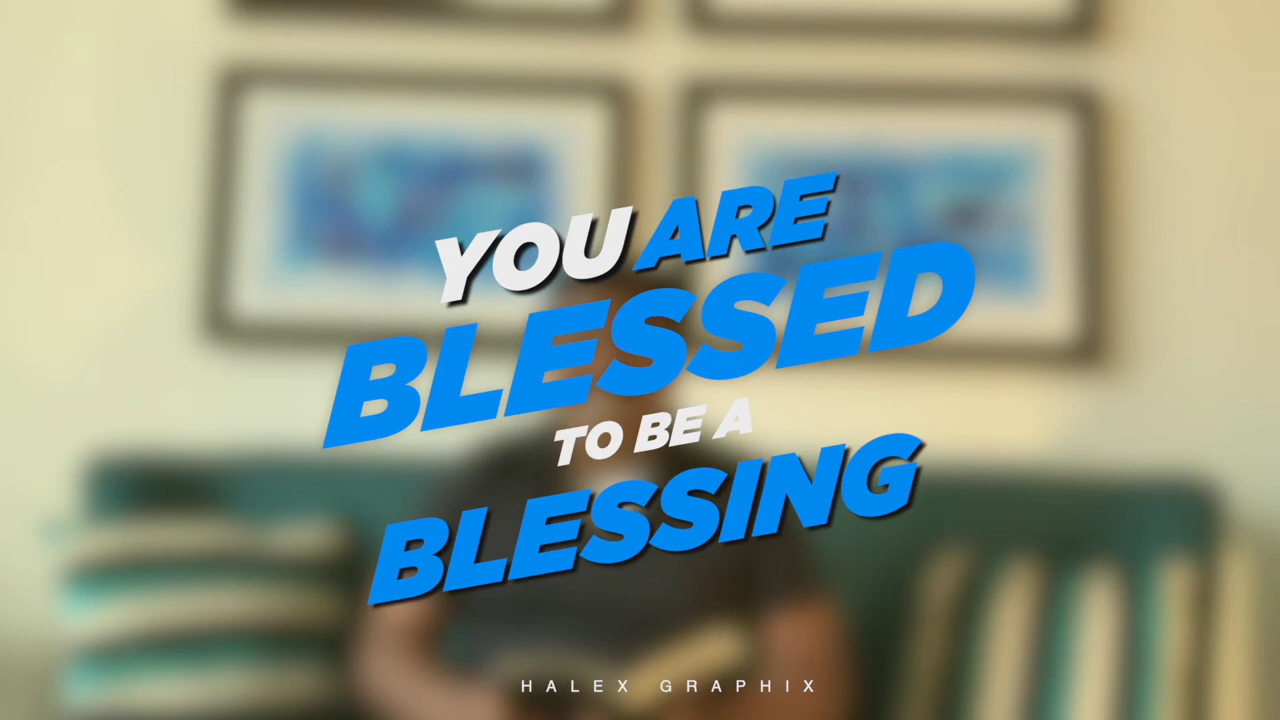 YOU ARE
BLESSED
TO BE A
BLESSING
HALEX GRAPHIX